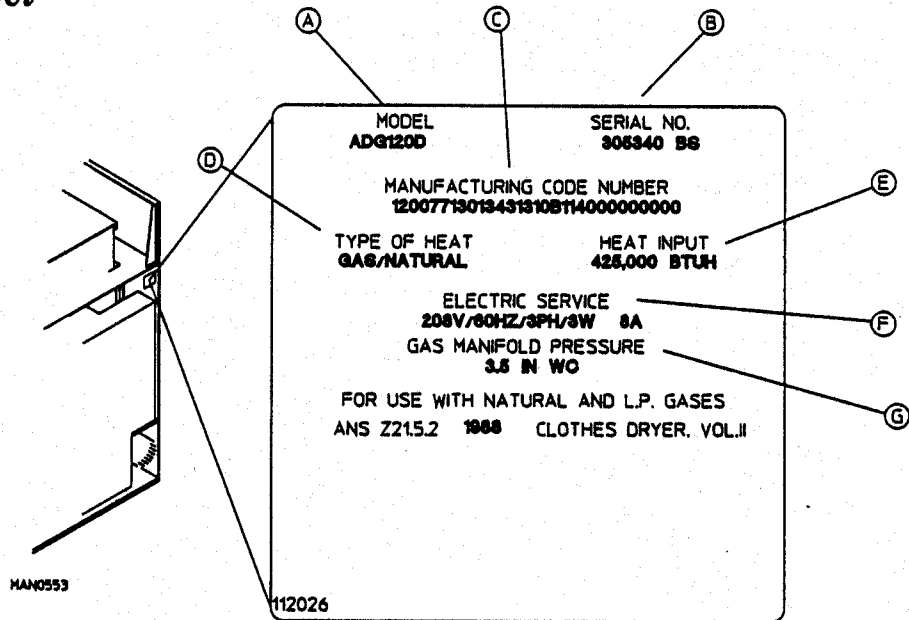 A
C
B
MODEL
SERIAL NO.
ADG120D
305340 BS
D
MANUFACTURING CODE NUMBER
E
12007713013431310B114000000000
TYPE OF HEAT
HEAT INPUT
GAS/NATURAL
425,000 BTUH
ELECTRIC SERVICE
208V/60HZ/3PH/3W 8A
F
GAS MANIFOLD PRESSURE
3.5 IN WC
G
FOR USE WITH NATURAL AND L.P. GASES
ANS Z21.5.2 CLOTHES DRYER, VOL.II
MAN0553
112026